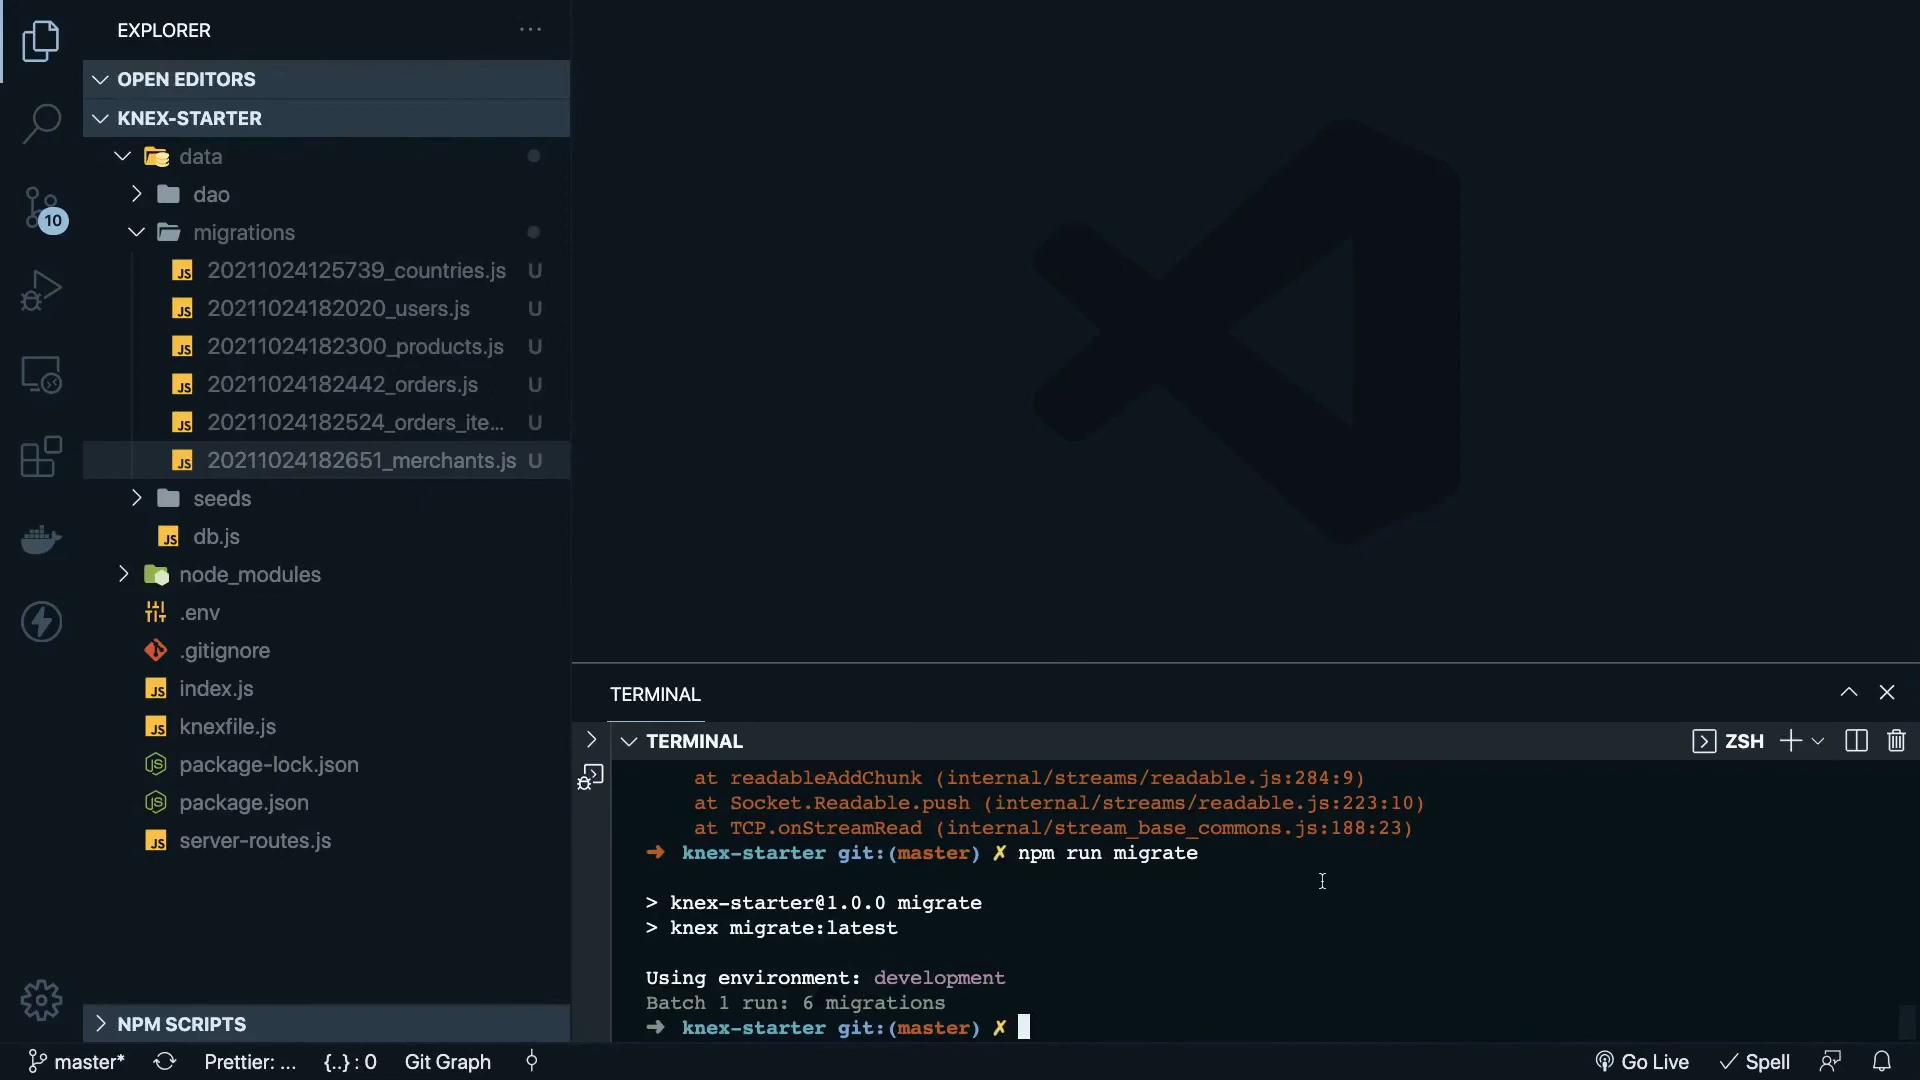 EXPLORER
OPEN EDITORS
KNEX-STARTER
data
dao
migrations
20211024125739_countries.js U
20211024182020_users.js U
20211024182300_products.js U
20211024182442_orders.js U
20211024182524_orders_ite... U
20211024182651_merchants.js U
seeds
JS db.js
node_modules
.env
.gitignore
JS index.js
JS knexfile.js
package-lock.json
package.json
JS server-routes.js
NPM SCRIPTS
10
TERMINAL
TERMINAL
ZSH
at readableAddChunk (internal/streams/readable.js:284:9)
at Socket.Readable.push (internal/streams/readable.js:223:10)
at TCP.onStreamRead (internal/stream_base_commons.js:188:23)
➜ knex-starter git:(master) ✗ npm run migrate
> knex-starter@1.0.0 migrate
> knex migrate:latest
Using environment: development
Batch 1 run: 6 migrations
➜ knex-starter git:(master) ✗
master* Prettier: ... {..} : 0 Git Graph Go Live Spell